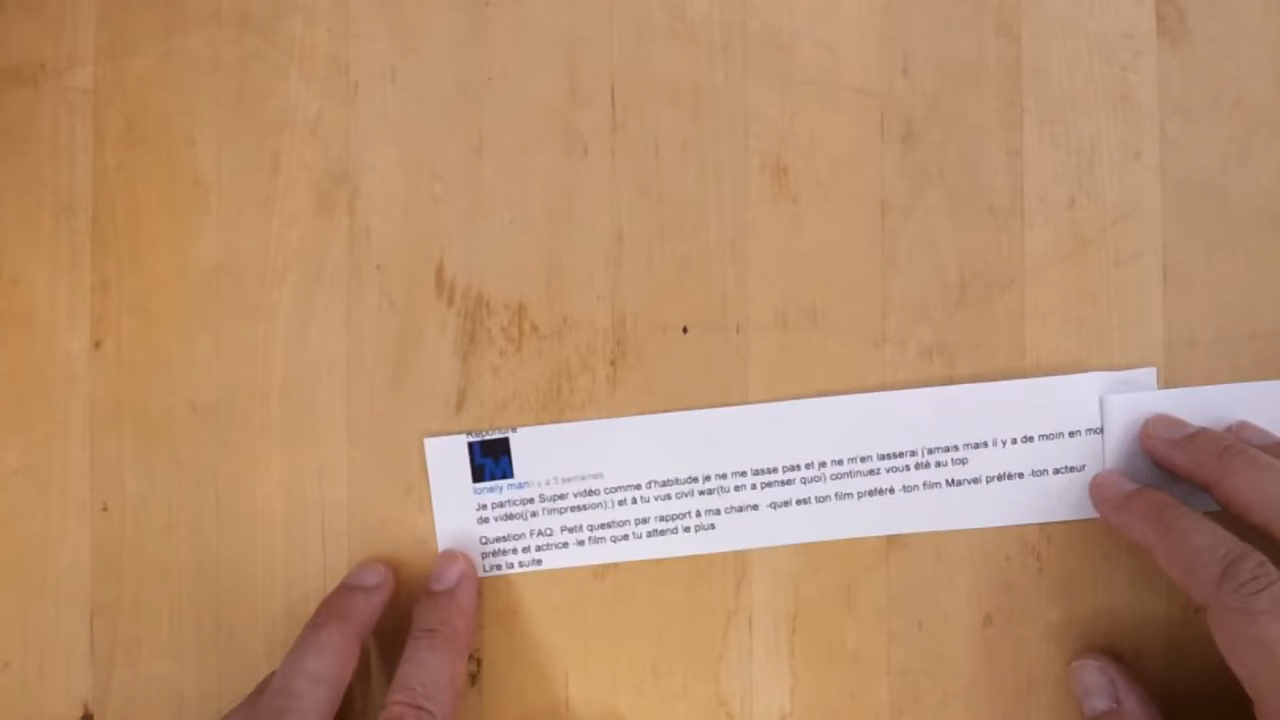 Répondre
LM
lonely man il y a 3 semaines
Je participe Super vidéo comme d'habitude je ne me lasse pas et je ne m'en lasserai j'amais mais il y a de moin en moi
de vidéo(j'ai l'impression);) et à tu vus civil war(tu en a penser quoi) continuez vous été au top
Question FAQ: Petit question par rapport à ma chaine: -quel est ton film préféré -ton film Marvel préfère -ton acteur
préféré et actrice -le film que tu attend le plus
Lire la suite